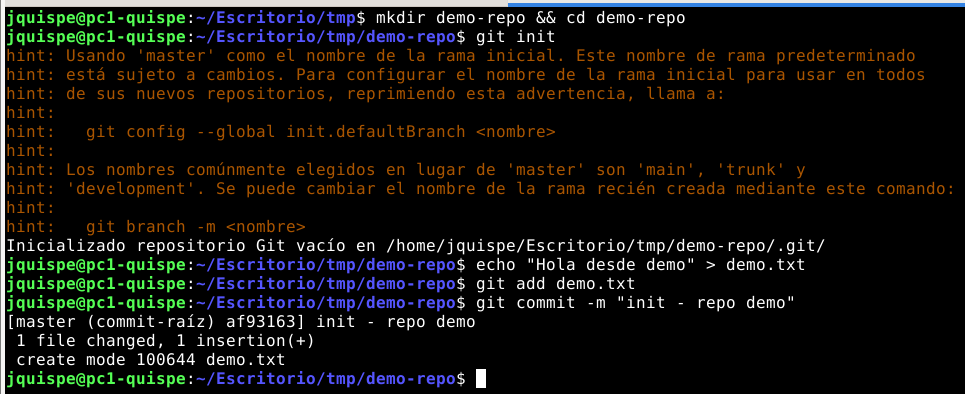 jquispe@pc1-quispe:~/Escritorio/tmp$ mkdir demo-repo && cd demo-repo
jquispe@pc1-quispe:~/Escritorio/tmp/demo-repo$ git init
hint: Usando 'master' como el nombre de la rama inicial. Este nombre de rama predeterminado
hint: está sujeto a cambios. Para configurar el nombre de la rama inicial para usar en todos
hint: de sus nuevos repositorios, reprimiendo esta advertencia, llama a:
hint:
hint:   git config --global init.defaultBranch <nombre>
hint:
hint: Los nombres comúnmente elegidos en lugar de 'master' son 'main', 'trunk' y
hint: 'development'. Se puede cambiar el nombre de la rama recién creada mediante este comando:
hint:
hint:   git branch -m <nombre>
Inicializado repositorio Git vacío en /home/jquispe/Escritorio/tmp/demo-repo/.git/
jquispe@pc1-quispe:~/Escritorio/tmp/demo-repo$ echo "Hola desde demo" > demo.txt
jquispe@pc1-quispe:~/Escritorio/tmp/demo-repo$ git add demo.txt
jquispe@pc1-quispe:~/Escritorio/tmp/demo-repo$ git commit -m "init - repo demo"
[master (commit-raíz) af93163] init - repo demo
 1 file changed, 1 insertion(+)
 create mode 100644 demo.txt
jquispe@pc1-quispe:~/Escritorio/tmp/demo-repo$